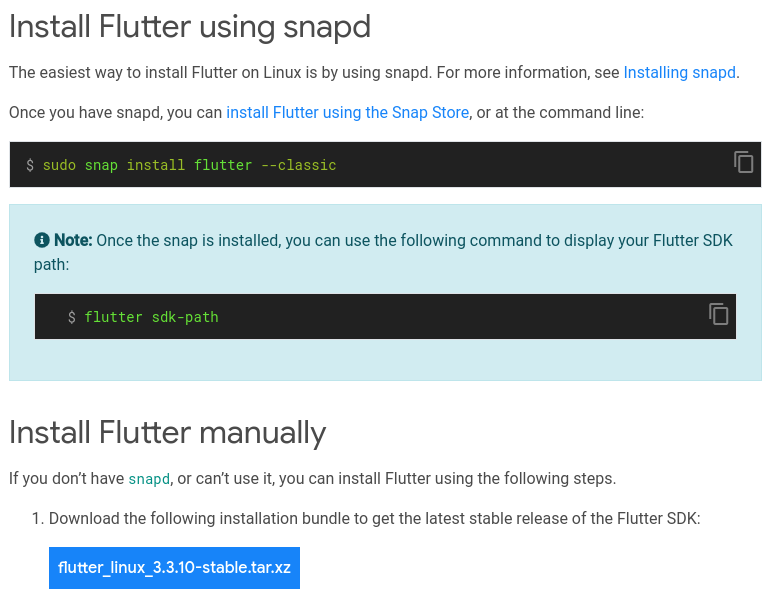 Install Flutter using snapd
The easiest way to install Flutter on Linux is by using snapd. For more information, see Installing snapd.
Once you have snapd, you can install Flutter using the Snap Store, or at the command line:
$ sudo snap install flutter --classic
Note: Once the snap is installed, you can use the following command to display your Flutter SDK
path:
$ flutter sdk-path
Install Flutter manually
If you don’t have snapd, or can’t use it, you can install Flutter using the following steps.
1. Download the following installation bundle to get the latest stable release of the Flutter SDK:
flutter_linux_3.3.10-stable.tar.xz